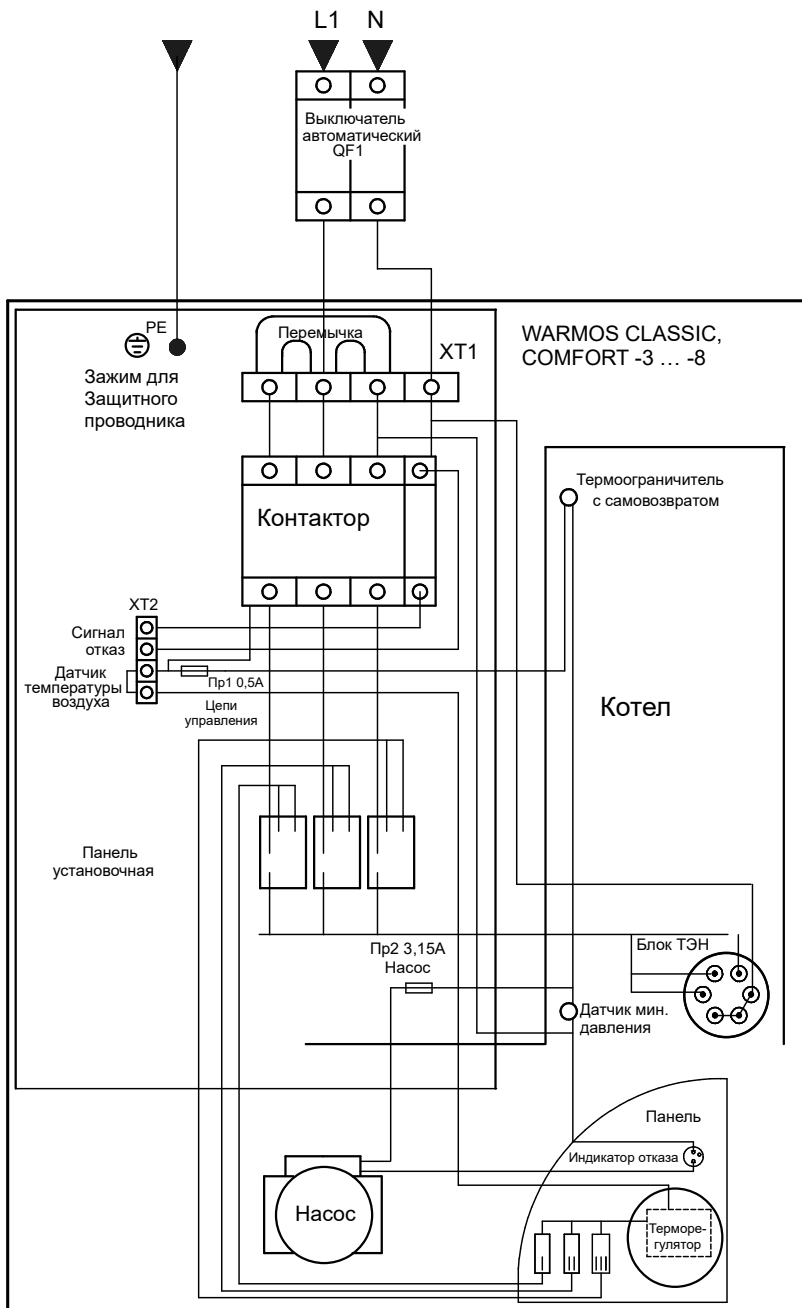 L1 N
Выключатель
автоматический
QF1
PE
Зажим для
Защитного
проводника
Перемычка
XT1
WARMOS CLASSIC,
COMFORT -3 … -8
Контактор
Термоограничитель
с самовозвратом
XT2
Сигнал
отказ
Датчик
температуры
воздуха
Пр1 0,5А
Цепи
управления
Котел
Панель
установочная
Пр2 3,15А
Насос
Блок ТЭН
Датчик мин.
давления
Панель
Индикатор отказа
Насос
Терморе-
гулятор